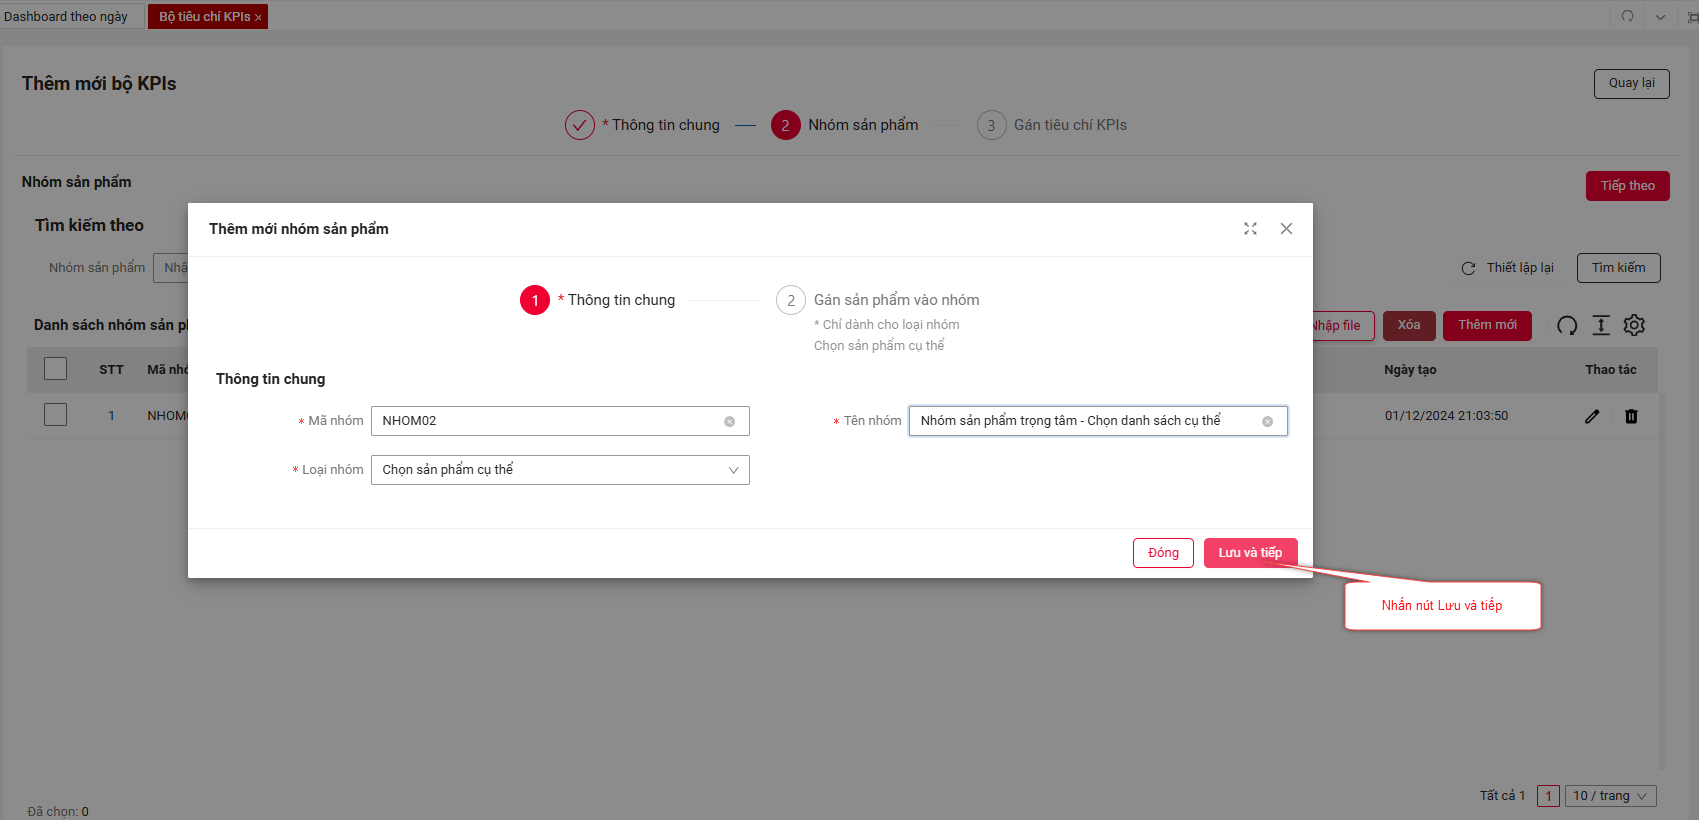 Dashboard theo ngày
Bộ tiêu chí KPIs
Thêm mới bộ KPIs
Quay lại
* Thông tin chung
2 Nhóm sản phẩm
3 Gán tiêu chí KPIs
Nhóm sản phẩm
Tiếp theo
Tìm kiếm theo
Nhóm sản phẩm
Thiết lập lại
Tìm kiếm
Danh sách nhóm sản
file
Xóa
Thêm mới
STT
Mã
Ngày tạo
Thao tác
1
01/12/2024 21:03:50
Thêm mới nhóm sản phẩm
1 * Thông tin chung
2 Gán sản phẩm vào nhóm
* Chỉ dành cho loại nhóm
Chọn sản phẩm cụ thể
Thông tin chung
* Mã nhóm NHOM02
* Tên nhóm Nhóm sản phẩm trọng tâm - Chọn danh sách cụ thể
* Loại nhóm Chọn sản phẩm cụ thể
Đóng
Lưu và tiếp
Nhấn nút Lưu và tiếp
Tất cả 1
1
10 / trang
Đã chọn: 0